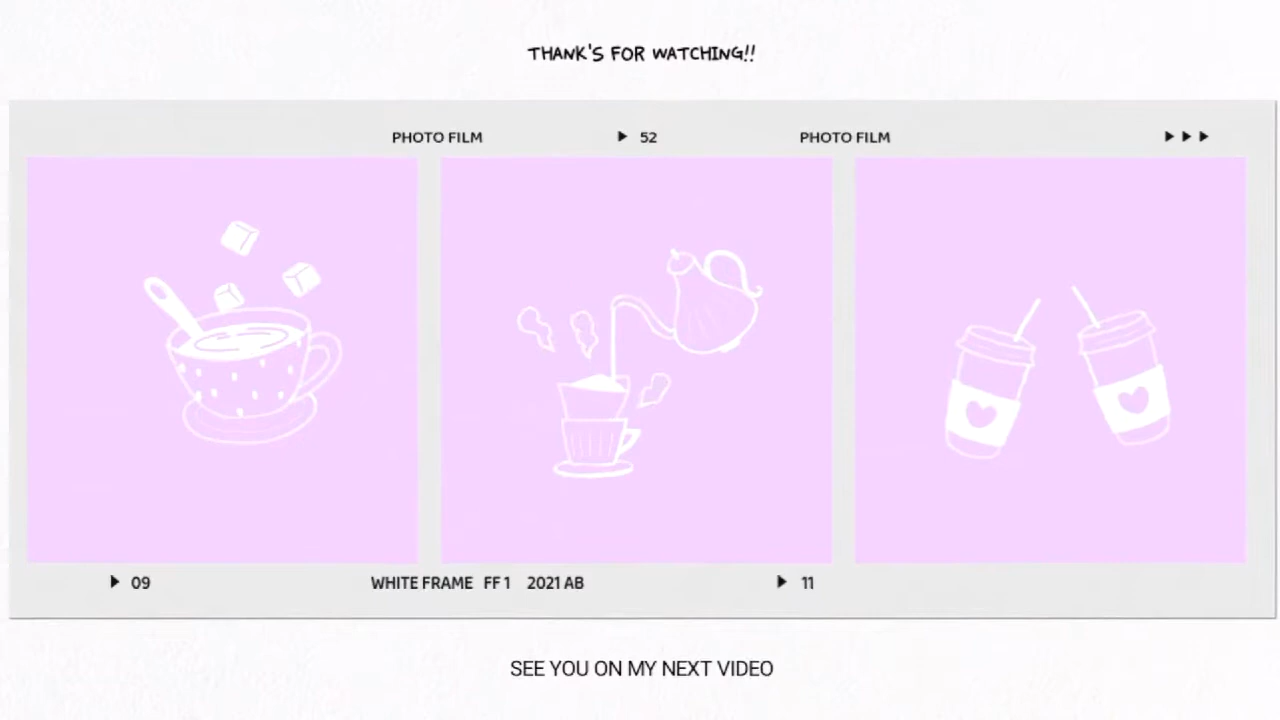 THANK'S FOR WATCHING!!
PHOTO FILM ▶ 52 PHOTO FILM ▶ ▶ ▶
▶ 09 WHITE FRAME FF 1 2021 AB ▶ 11
SEE YOU ON MY NEXT VIDEO